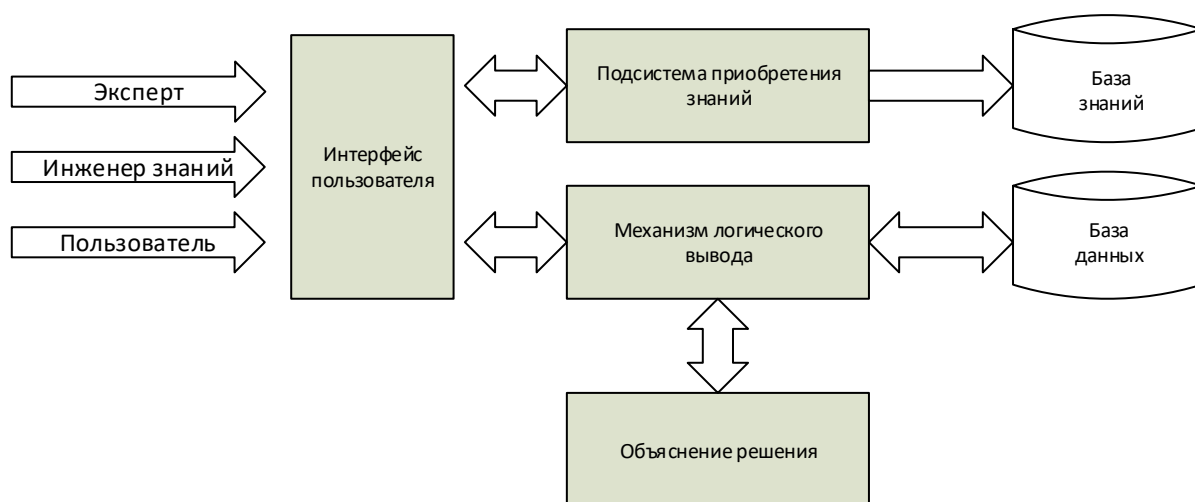 Эксперт
Инженер знаний
Пользователь
Интерфейс
пользователя
Подсистема приобретения
знаний
База
знаний
Механизм логического
вывода
База
данных
Объяснение решения